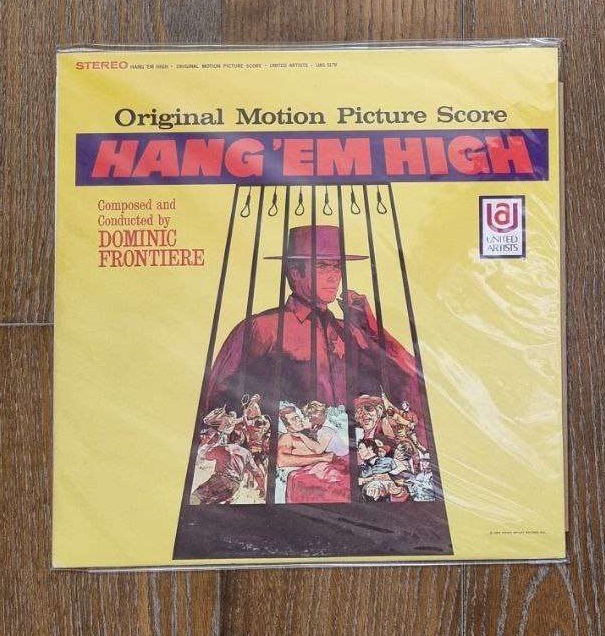 STEREO HANG 'EM HIGH • ORIGINAL MOTION PICTURE SCORE • UNITED ARTISTS • UAS 5179
Original Motion Picture Score
HANG 'EM HIGH
Composed and
Conducted by
DOMINIC
FRONTIERE
UA
UNITED
ARTISTS